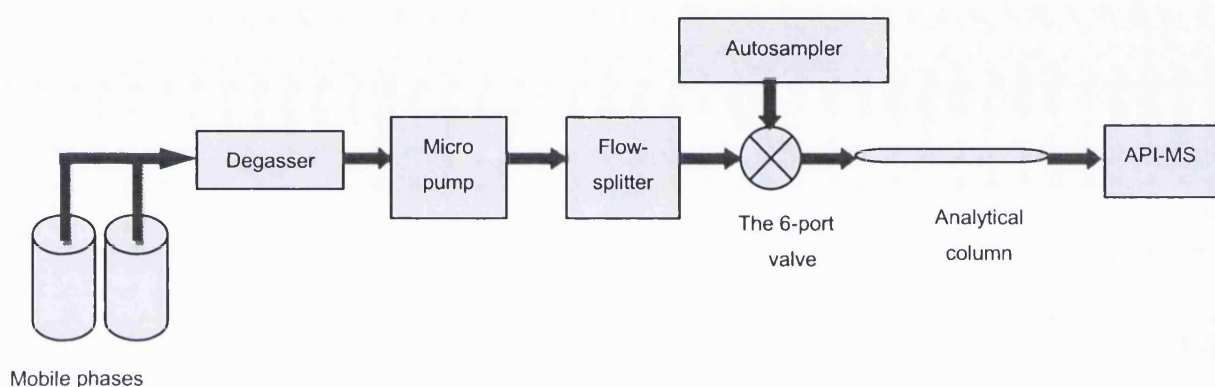 Autosampler
Degasser
Micro
pump
Flow-
splitter
API-MS
The 6-port
valve
Analytical
column
Mobile phases